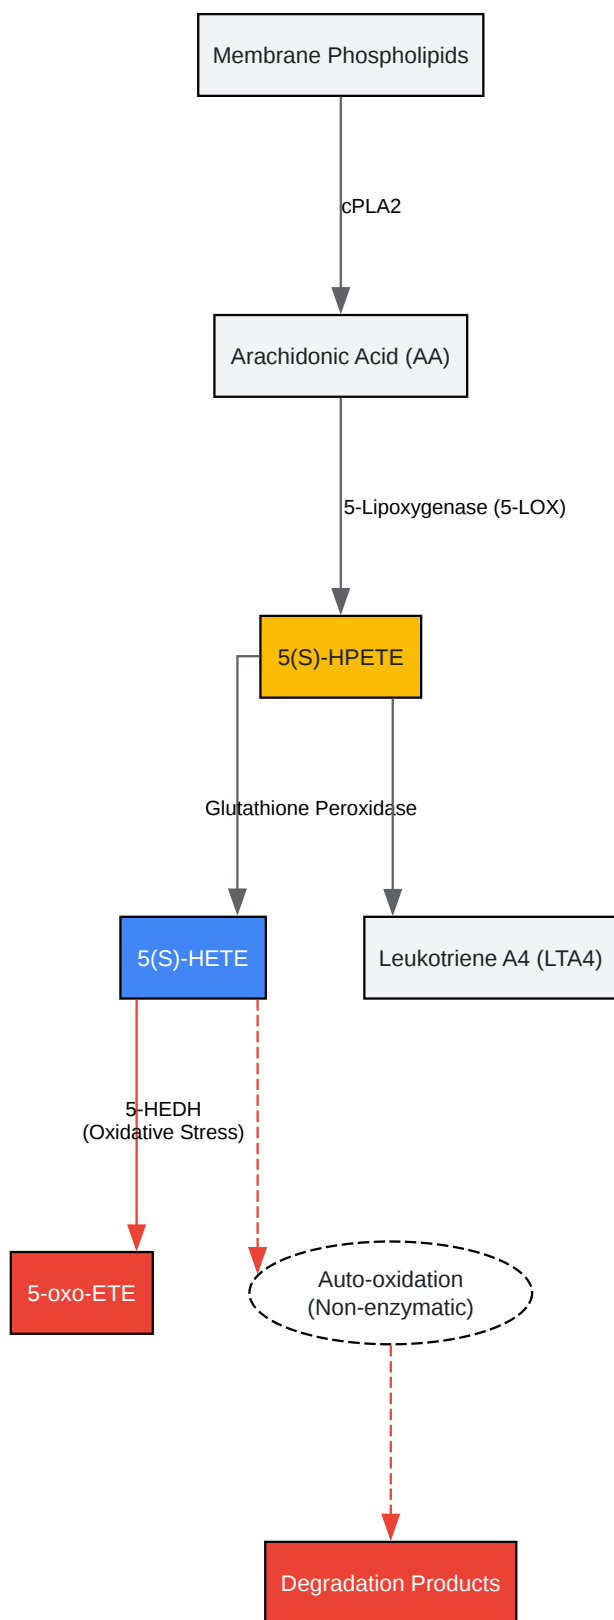 Membrane Phospholipids
cPLA2
Arachidonic Acid (AA)
5-Lipoxygenase (5-LOX)
5(S)-HPETE
Glutathione Peroxidase
5(S)-HETE
Leukotriene A4 (LTA4)
5-HEDH
(Oxidative Stress)
5-oxo-ETE
Auto-oxidation
(Non-enzymatic)
Degradation Products